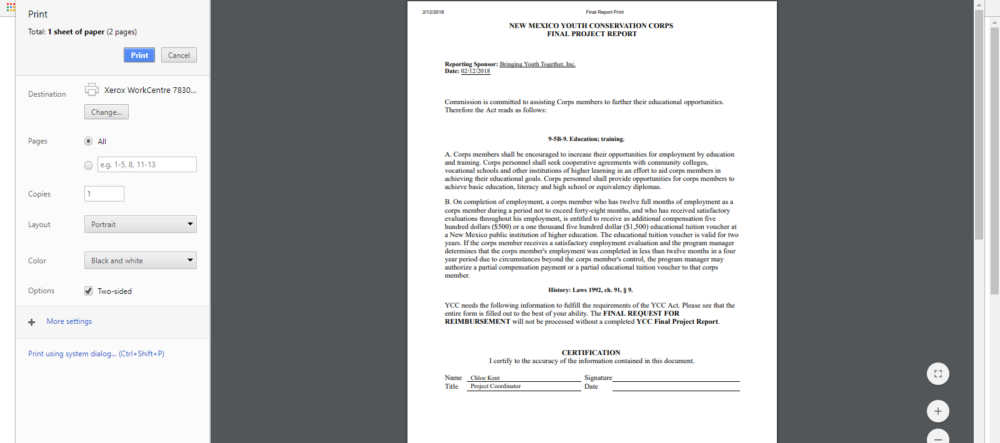 Print
Total: 1 sheet of paper (2 pages)
Print
Cancel
Destination
Xerox WorkCentre 7830...
Change...
Pages
All
e.g. 1-5, 8, 11-13
Copies
1
Layout
Portrait
Color
Black and white
Options
Two-sided
More settings
Print using system dialog... (Ctrl+Shift+P)
2/12/2018
Final Report Print
NEW MEXICO YOUTH CONSERVATION CORPS
FINAL PROJECT REPORT
Reporting Sponsor: Bringing Youth Together, Inc.
Date: 02/12/2018
Commission is committed to assisting Corps members to further their educational opportunities.
Therefore the Act reads as follows:
9-5B-9. Education; training.
A. Corps members shall be encouraged to increase their opportunities for employment by education
and training. Corps personnel shall seek cooperative agreements with community colleges,
vocational schools and other institutions of higher learning in an effort to aid corps members in
achieving their educational goals. Corps personnel shall provide opportunities for corps members to
achieve basic education, literacy and high school or equivalency diplomas.
B. On completion of employment, a corps member who has twelve full months of employment as a
corps member during a period not to exceed forty-eight months, and who has received satisfactory
evaluations throughout his employment, is entitled to receive as additional compensation five
hundred dollars ($500) or a one thousand five hundred dollar ($1,500) educational tuition voucher at
a New Mexico public institution of higher education. The educational tuition voucher is valid for two
years. If the corps member receives a satisfactory employment evaluation and the program manager
determines that the corps member's employment was completed in less than twelve months in a four
year period due to circumstances beyond the corps member's control, the program manager may
authorize a partial compensation payment or a partial educational tuition voucher to that corps
member.
History: Laws 1992, ch. 91, § 9.
YCC needs the following information to fulfill the requirements of the YCC Act. Please see that the
entire form is filled out to the best of your ability. The FINAL REQUEST FOR
REIMBURSEMENT will not be processed without a completed YCC Final Project Report.
CERTIFICATION
I certify to the accuracy of the information contained in this document.
Name Chloe Kent Signature
Title Project Coordinator Date